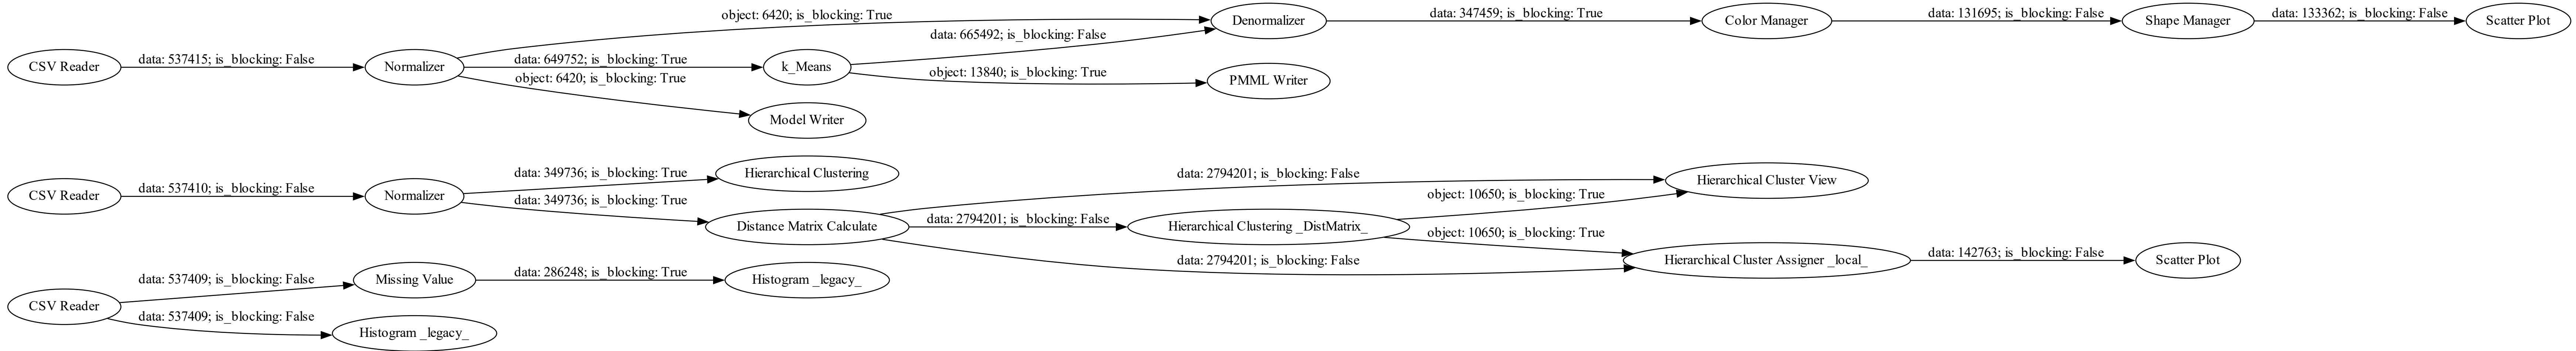 CSV Reader
data: 537415; is_blocking: False
Normalizer
object: 6420; is_blocking: True
data: 649752; is_blocking: True
object: 6420; is_blocking: True
k_Means
Model Writer
data: 665492; is_blocking: False
object: 13840; is_blocking: True
Denormalizer
PMML Writer
data: 347459; is_blocking: True
Color Manager
data: 131695; is_blocking: False
Shape Manager
data: 133362; is_blocking: False
Scatter Plot
CSV Reader
data: 537410; is_blocking: False
Normalizer
data: 349736; is_blocking: True
data: 349736; is_blocking: True
Hierarchical Clustering
Distance Matrix Calculate
data: 2794201; is_blocking: False
data: 2794201; is_blocking: False
data: 2794201; is_blocking: False
Hierarchical Clustering _DistMatrix_
object: 10650; is_blocking: True
object: 10650; is_blocking: True
Hierarchical Cluster View
Hierarchical Cluster Assigner _local_
data: 142763; is_blocking: False
Scatter Plot
CSV Reader
data: 537409; is_blocking: False
data: 537409; is_blocking: False
Missing Value
Histogram _legacy_
data: 286248; is_blocking: True
Histogram _legacy_